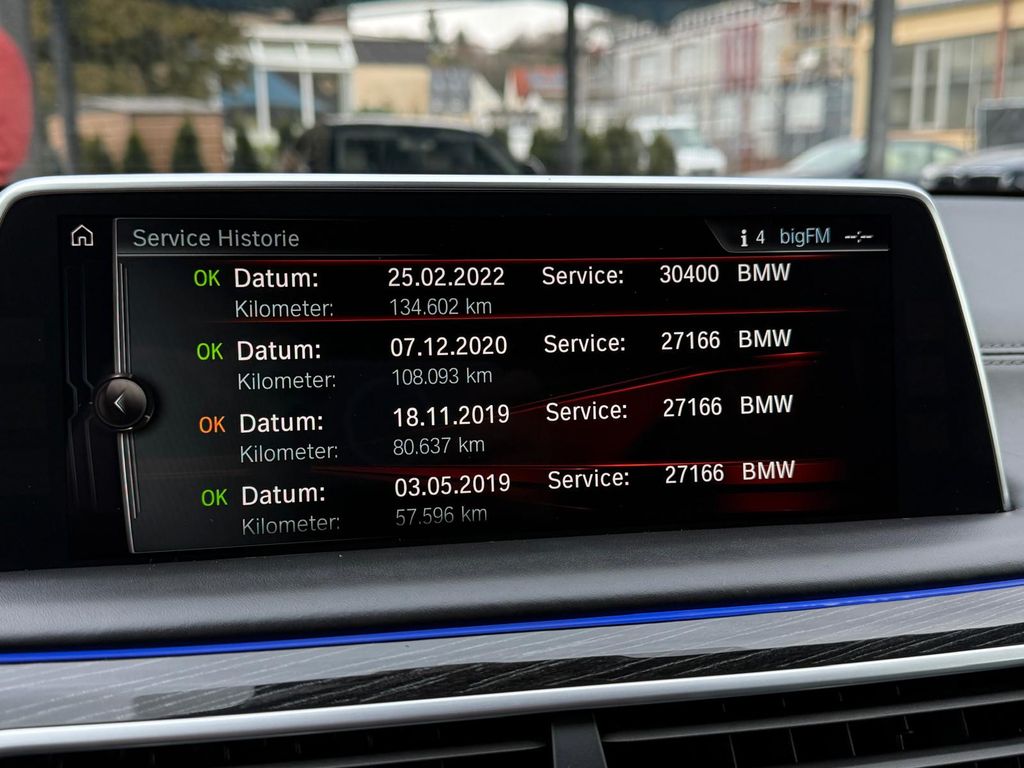 Service Historie
i 4 bigFM --:--
OK Datum: 25.02.2022 Service: 30400 BMW
Kilometer: 134.602 km
OK Datum: 07.12.2020 Service: 27166 BMW
Kilometer: 108.093 km
OK Datum: 18.11.2019 Service: 27166 BMW
Kilometer: 80.637 km
OK Datum: 03.05.2019 Service: 27166 BMW
Kilometer: 57.596 km